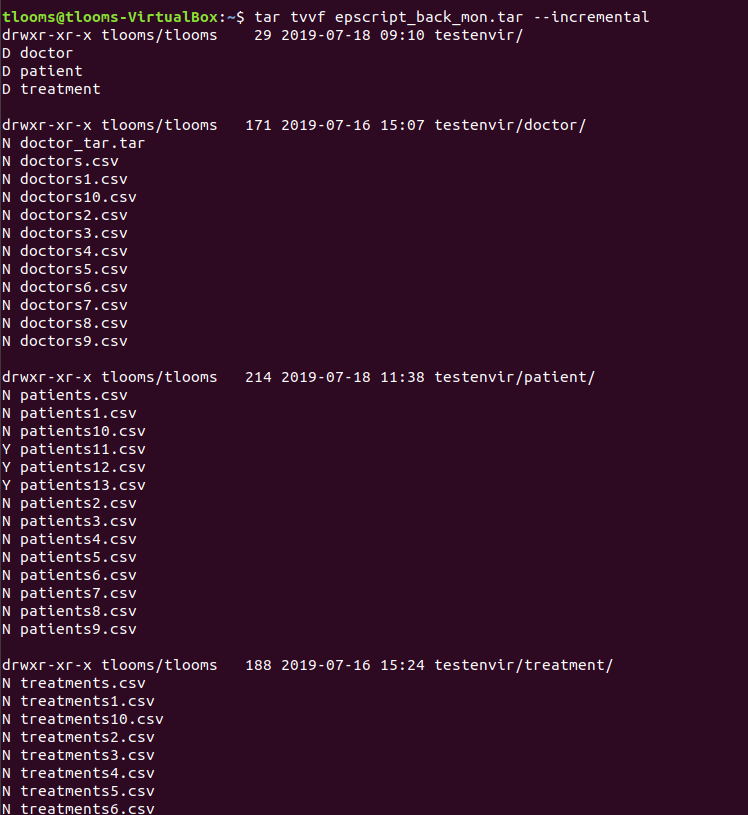 tlooms@tlooms-VirtualBox:~$ tar tvvf epscript_back_mon.tar --incremental
drwxr-xr-x tlooms/tlooms    29 2019-07-18 09:10 testenvir/
D doctor
D patient
D treatment

drwxr-xr-x tlooms/tlooms   171 2019-07-16 15:07 testenvir/doctor/
N doctor_tar.tar
N doctors.csv
N doctors1.csv
N doctors10.csv
N doctors2.csv
N doctors3.csv
N doctors4.csv
N doctors5.csv
N doctors6.csv
N doctors7.csv
N doctors8.csv
N doctors9.csv

drwxr-xr-x tlooms/tlooms   214 2019-07-18 11:38 testenvir/patient/
N patients.csv
N patients1.csv
N patients10.csv
Y patients11.csv
Y patients12.csv
Y patients13.csv
N patients2.csv
N patients3.csv
N patients4.csv
N patients5.csv
N patients6.csv
N patients7.csv
N patients8.csv
N patients9.csv

drwxr-xr-x tlooms/tlooms   188 2019-07-16 15:24 testenvir/treatment/
N treatments.csv
N treatments1.csv
N treatments10.csv
N treatments2.csv
N treatments3.csv
N treatments4.csv
N treatments5.csv
N treatments6.csv